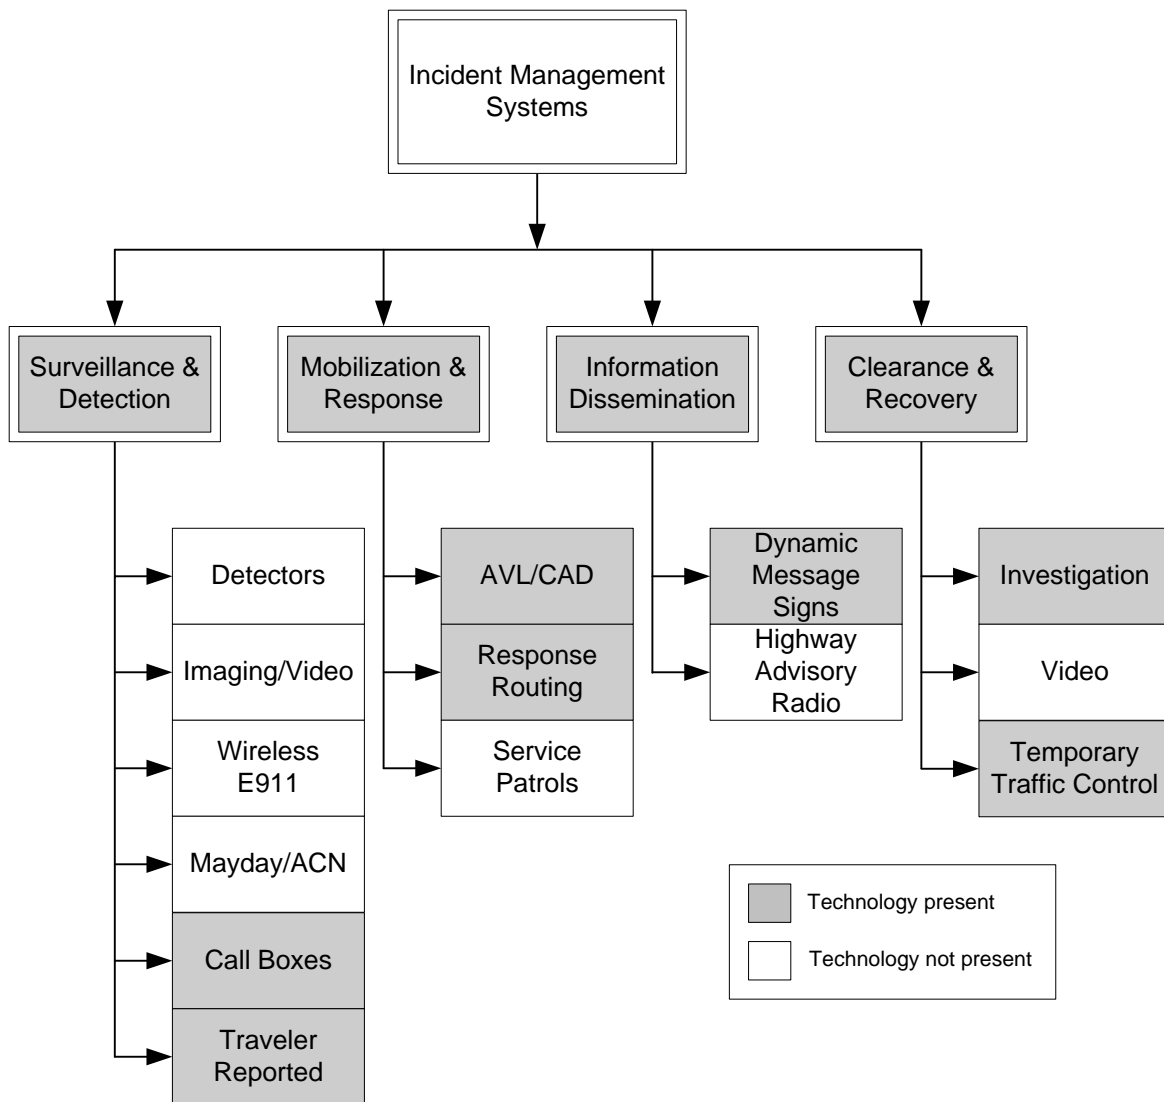 Incident Management
Systems
Surveillance &
Detection
Mobilization &
Response
Information
Dissemination
Clearance &
Recovery
Detectors
Imaging/Video
Wireless
E911
Mayday/ACN
Call Boxes
Traveler
Reported
AVL/CAD
Response
Routing
Service
Patrols
Dynamic
Message
Signs
Highway
Advisory
Radio
Investigation
Video
Temporary
Traffic Control
Technology present
Technology not present